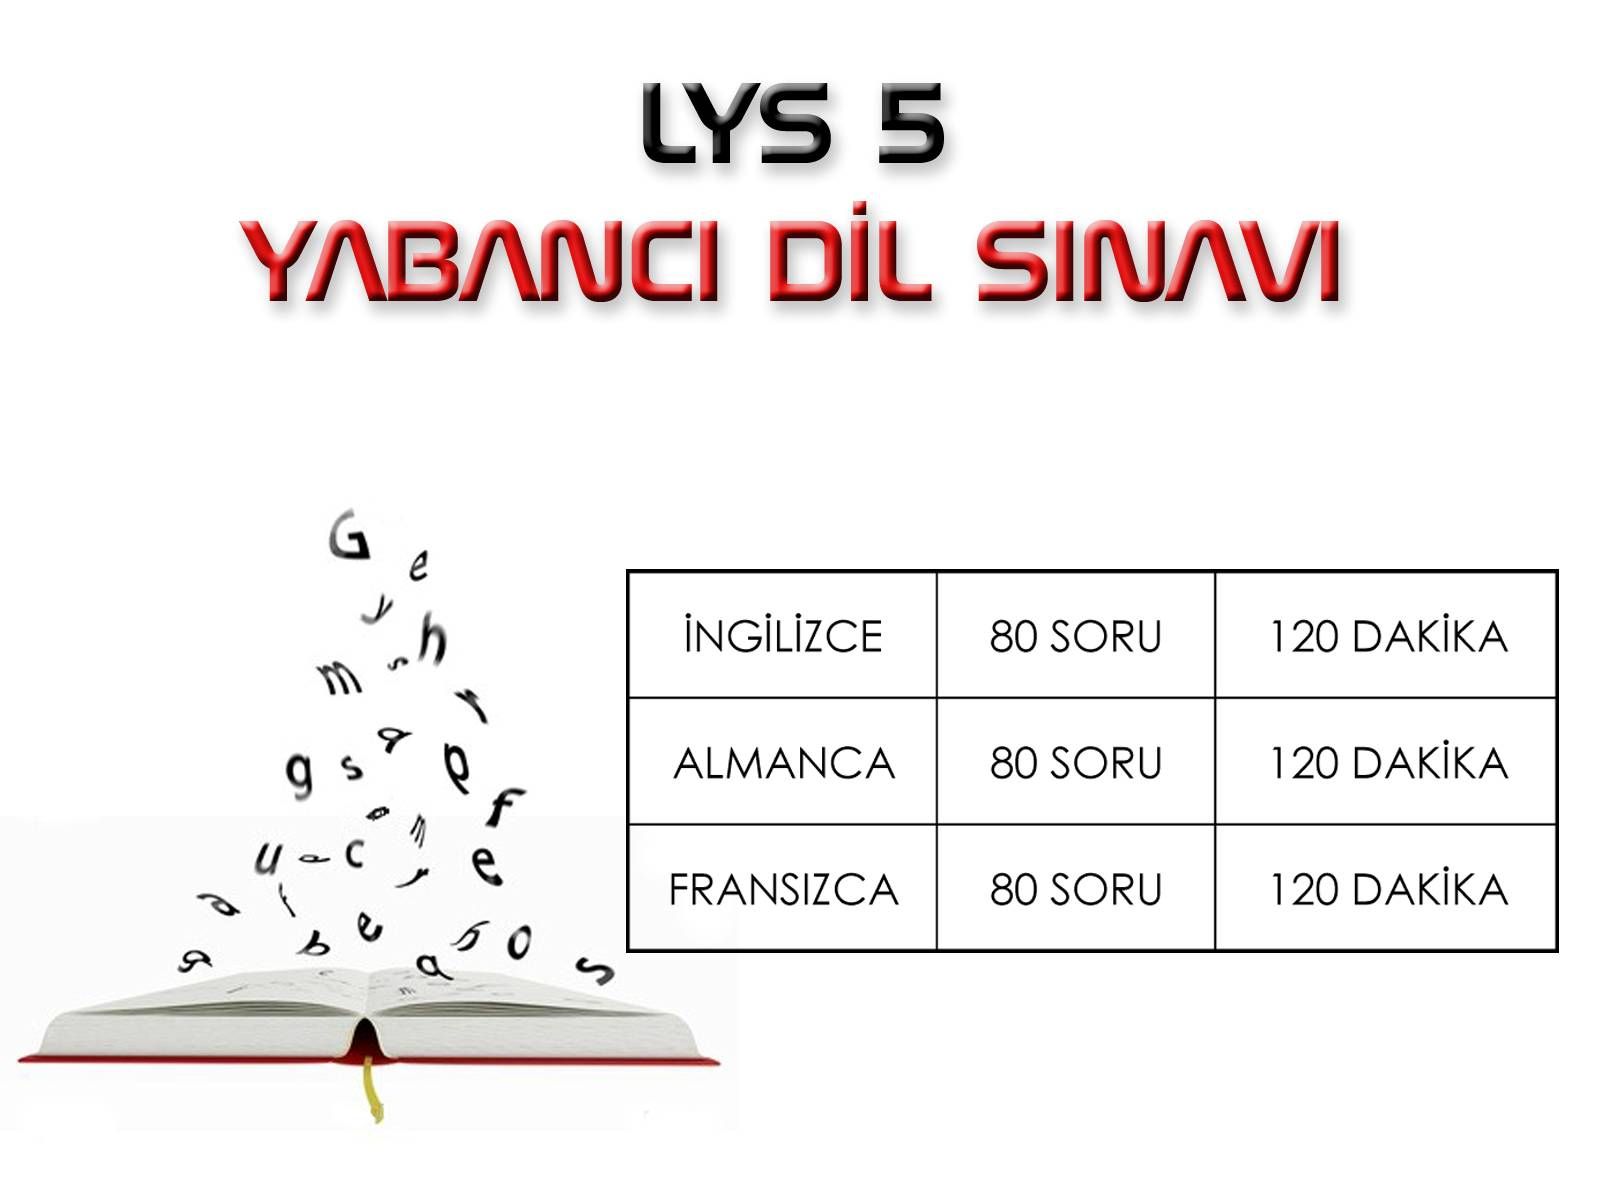 LYS 5
YABANCI DİL SINAVI
İNGİLİZCE 80 SORU 120 DAKİKA
ALMANCA 80 SORU 120 DAKİKA
FRANSIZCA 80 SORU 120 DAKİKA